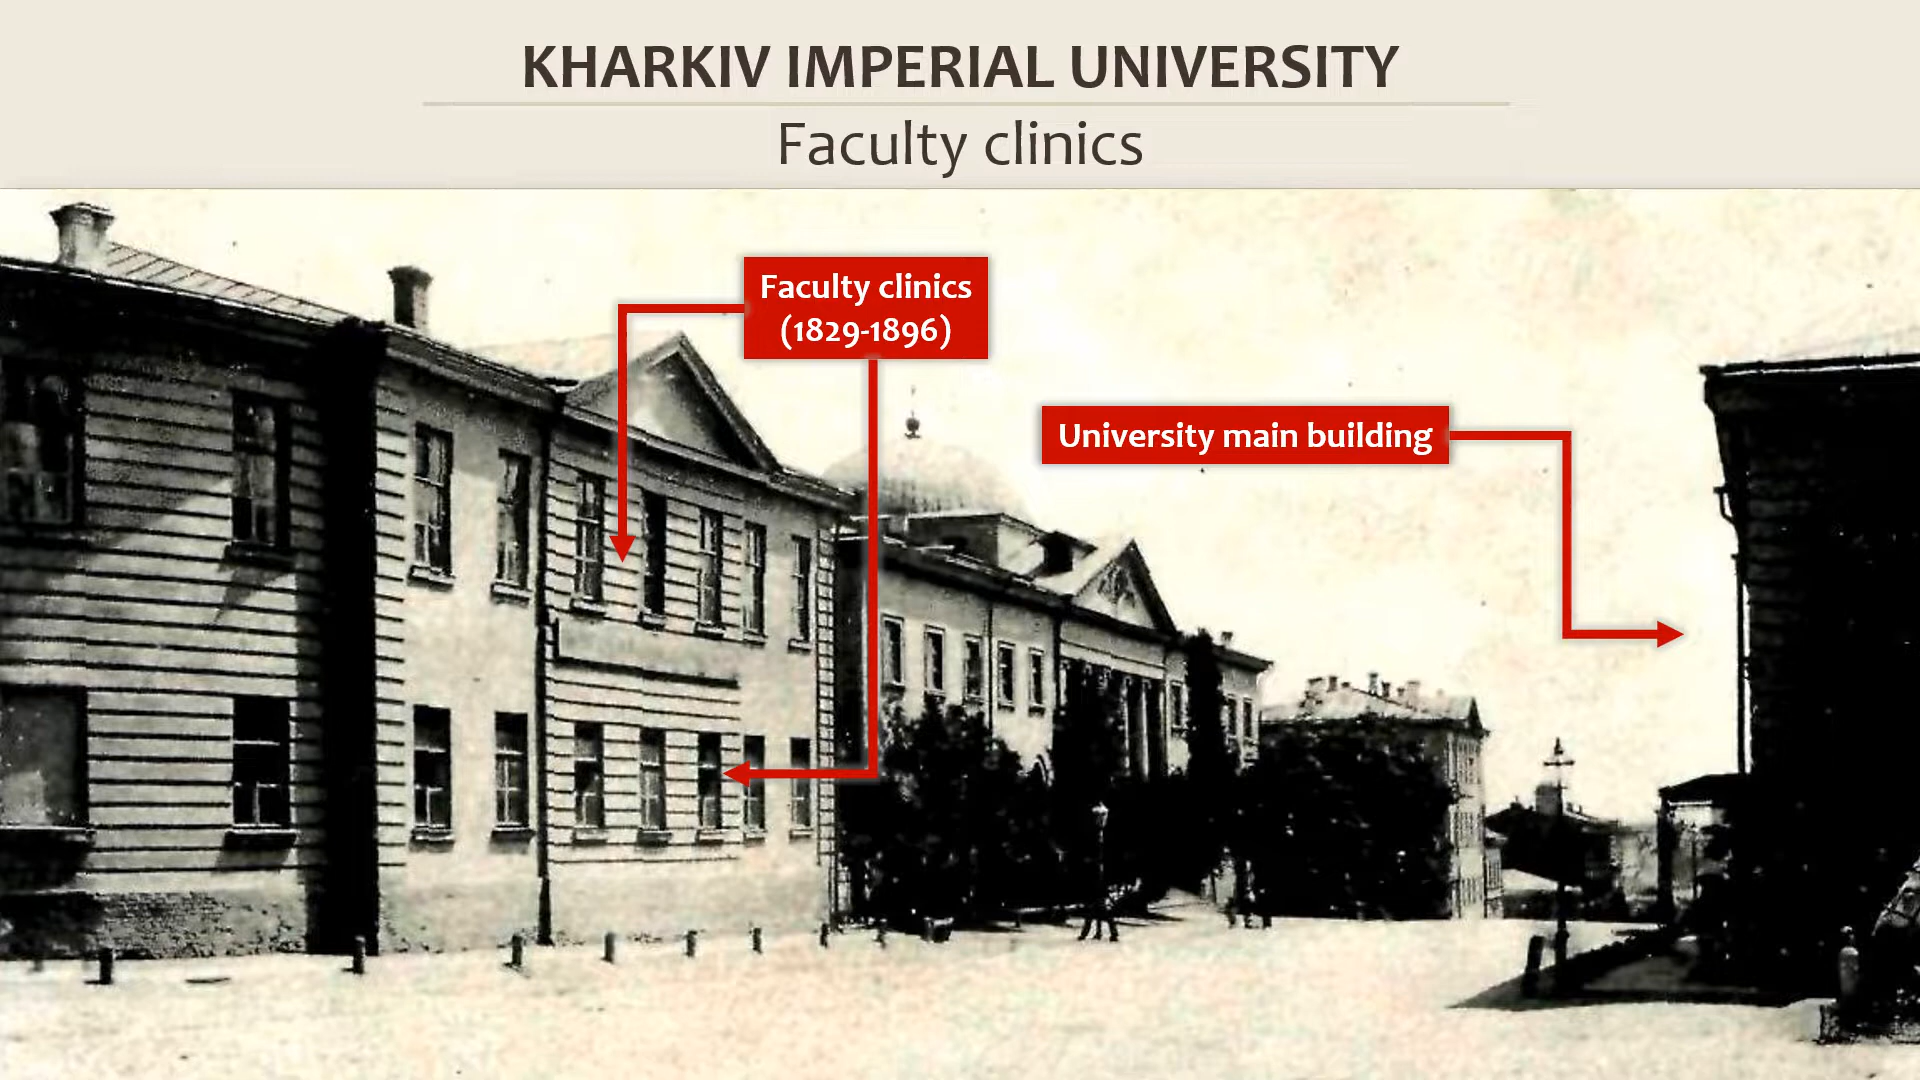 KHARKIV IMPERIAL UNIVERSITY
Faculty clinics
Faculty clinics
(1829-1896)
University main building